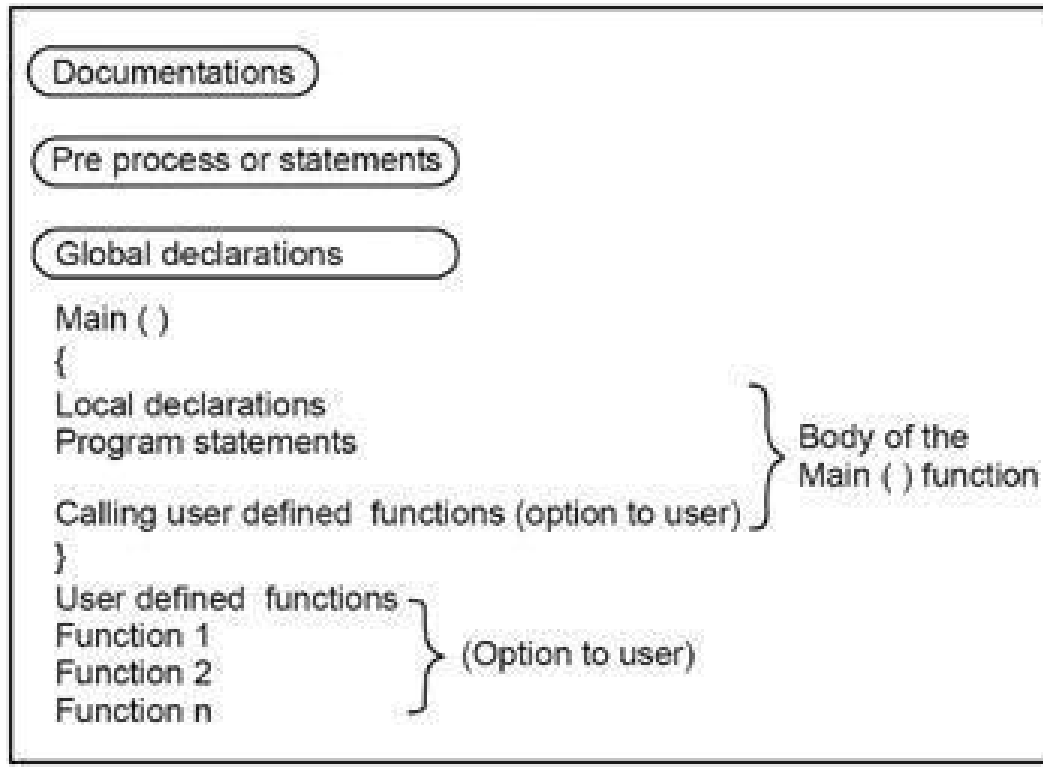 Documentations
Pre process or statements
Global declarations
Main ( )
{
Local declarations
Program statements
Calling user defined functions (option to user)
}
Body of the
Main ( ) function
User defined functions
Function 1
Function 2
Function n
(Option to user)